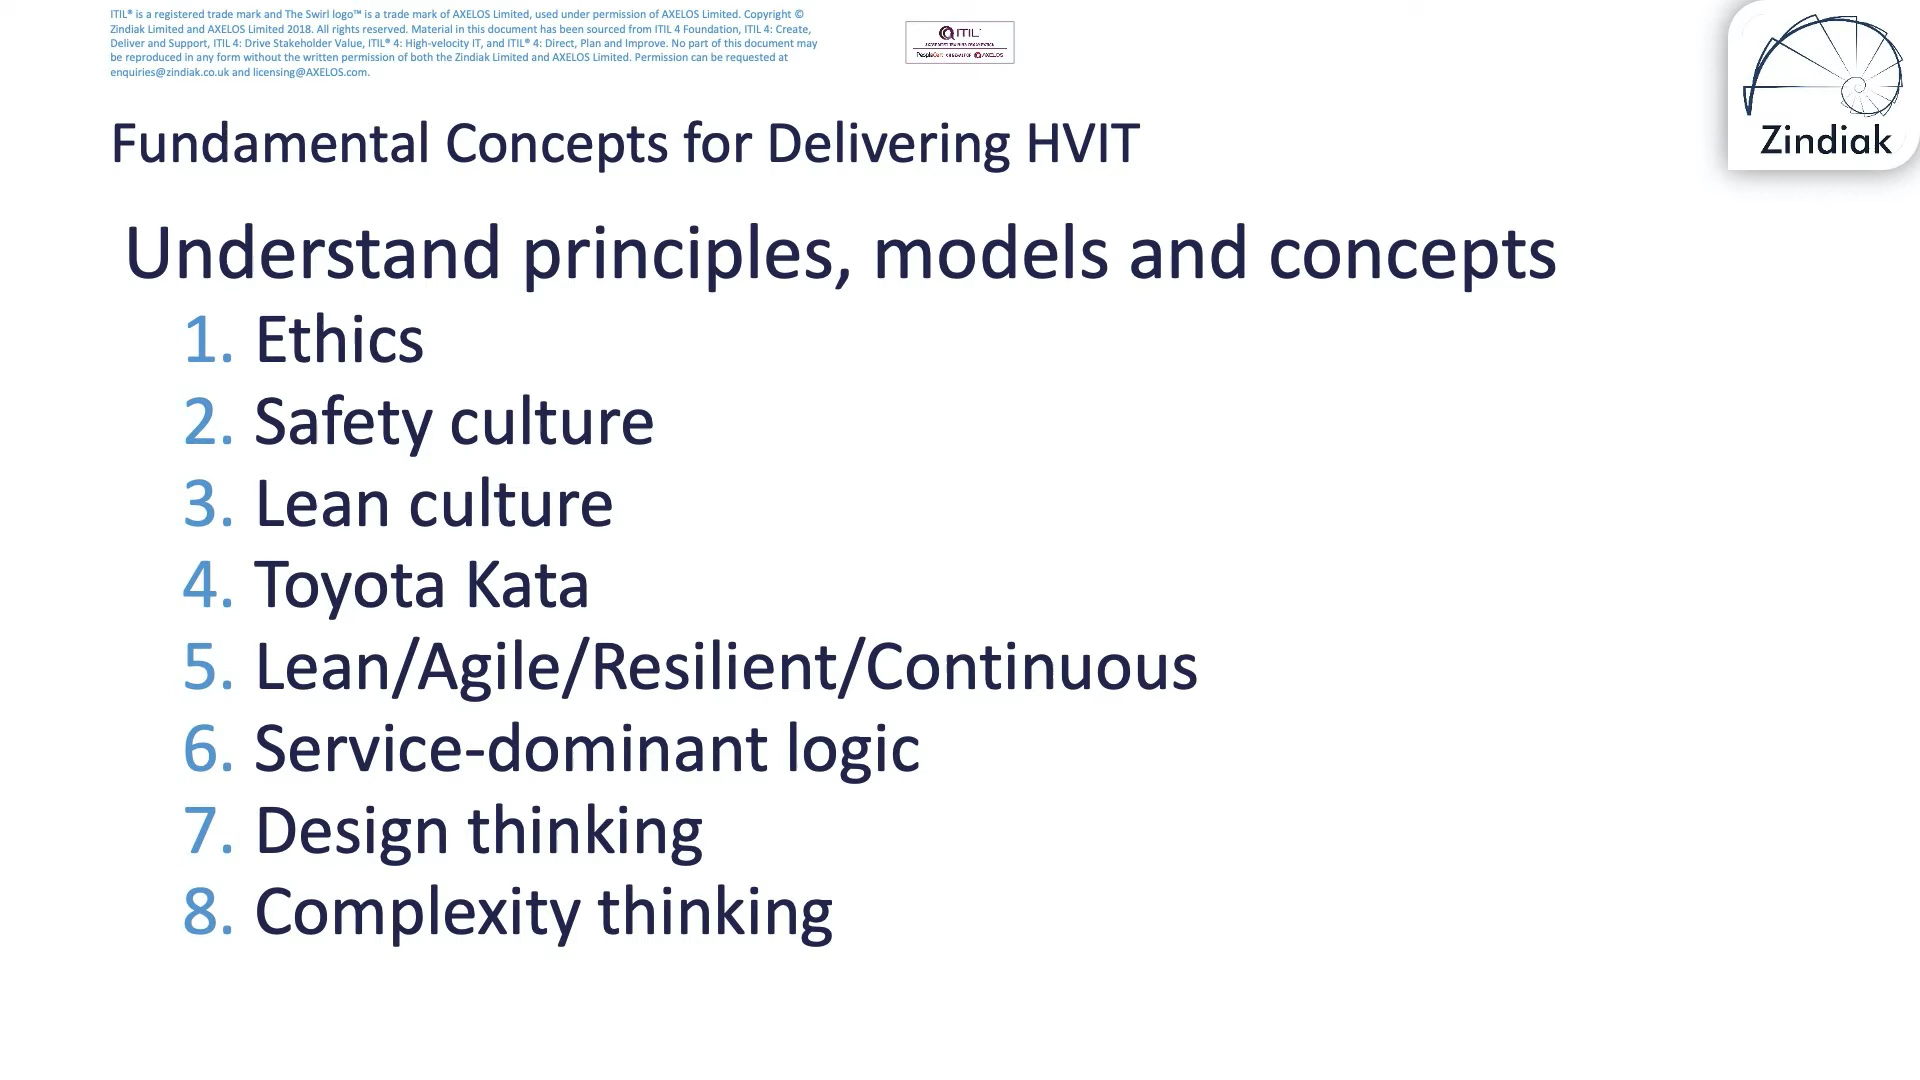 ITIL® is a registered trade mark and The Swirl logo™ is a trade mark of AXELOS Limited, used under permission of AXELOS Limited. Copyright ©
Zindiak Limited and AXELOS Limited 2018. All rights reserved. Material in this document has been sourced from ITIL 4 Foundation, ITIL 4: Create,
Deliver and Support, ITIL 4: Drive Stakeholder Value, ITIL® 4: High-velocity IT, and ITIL® 4: Direct, Plan and Improve. No part of this document may
be reproduced in any form without the written permission of both the Zindiak Limited and AXELOS Limited. Permission can be requested at
enquiries@zindiak.co.uk and licensing@AXELOS.com.
ITIL
PeopleCert AXELOS
Zindiak
Fundamental Concepts for Delivering HVIT
Understand principles, models and concepts
1. Ethics
2. Safety culture
3. Lean culture
4. Toyota Kata
5. Lean/Agile/Resilient/Continuous
6. Service-dominant logic
7. Design thinking
8. Complexity thinking